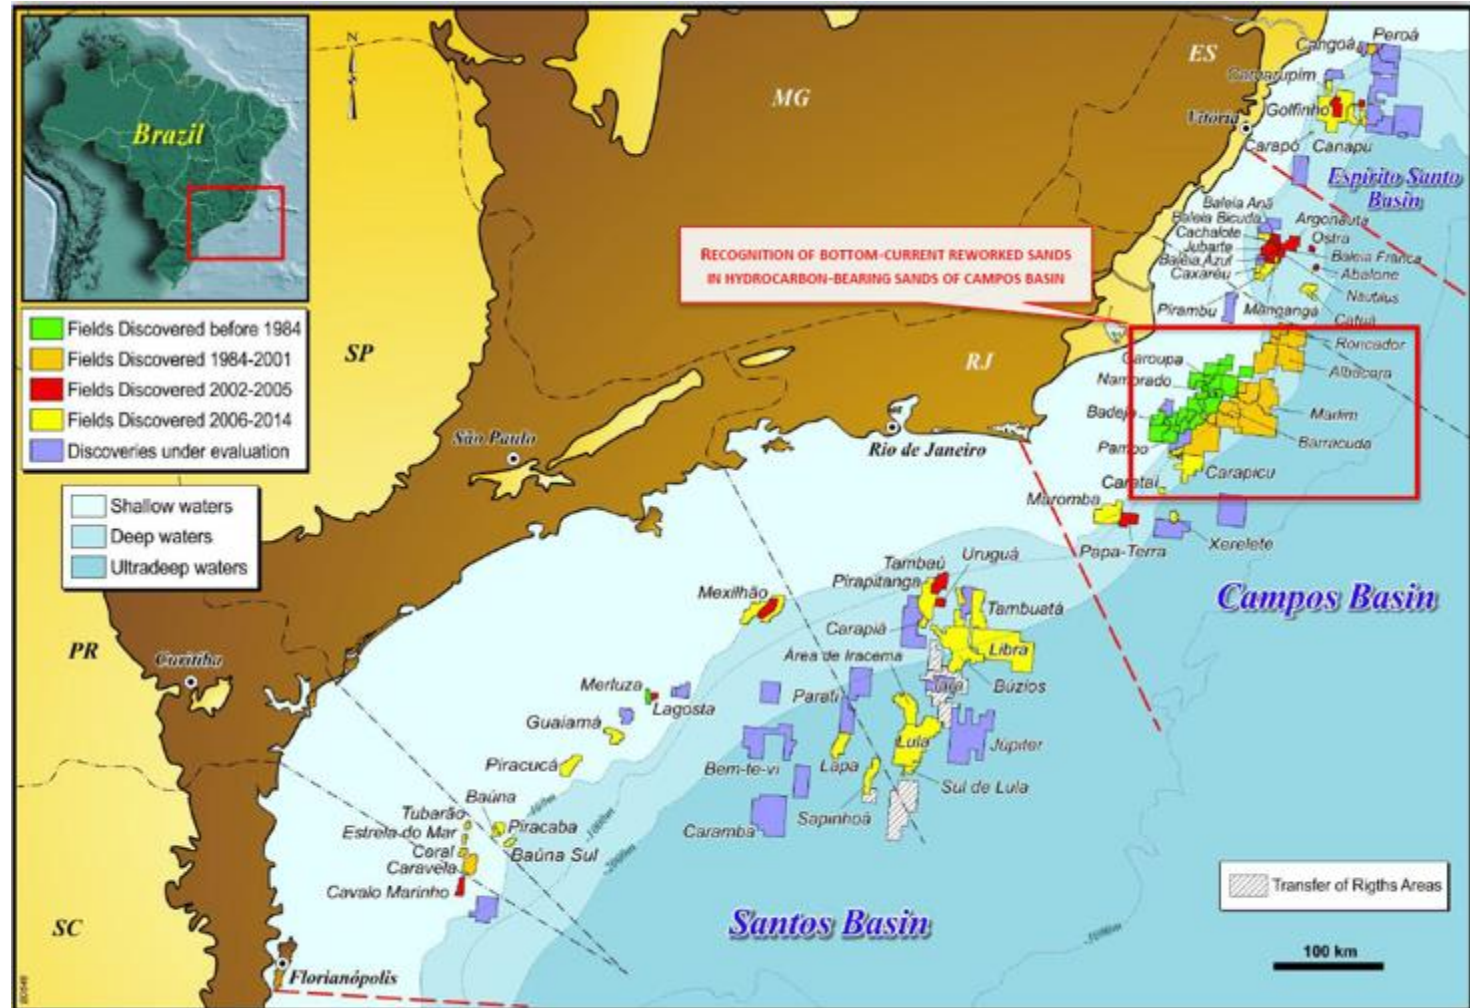 Brazil
N
MG
ES
SP
RJ
PR
SC
Vitória
São Paulo
Rio de Janeiro
Curitiba
Florianópolis
RECOGNITION OF BOTTOM-CURRENT REWORKED SANDS
IN HYDROCARBON-BEARING SANDS OF CAMPOS BASIN
Fields Discovered before 1984
Fields Discovered 1984-2001
Fields Discovered 2002-2005
Fields Discovered 2006-2014
Discoveries under evaluation
Shallow waters
Deep waters
Ultradeep waters
Cangoá
Peroá
Camarupim
Golfinho
Carapó
Canapu
Espírito Santo
Basin
Baleia Anã
Baleia Bicuda
Argonauta
Cachalote
Ostra
Jubarte
Baleia Franca
Baleia Azul
Abalone
Caxaréu
Nautilus
Pirambu
Mangangá
Catuá
Roncador
Caroupa
Albacora
Namorado
Badejo
Marlim
Barracuda
Pampo
Carapicu
Carataí
Maromba
Papa-Terra
Xerelete
Campos Basin
Uruguá
Tambaú
Pirapitanga
Mexilhão
Tambuatá
Carapiá
Libra
Área de Iracema
Búzios
Iara
Merluza
Lagosta
Parati
Guaiamá
Lula
Júpiter
Bem-te-vi
Lapa
Piracucá
Sul de Lula
Baúna
Sapinhoá
Tubarão
Piracaba
Caramba
Estrela do Mar
Coral
Baúna Sul
Caravela
Cavalo Marinho
Santos Basin
Transfer of Rigths Areas
100 km